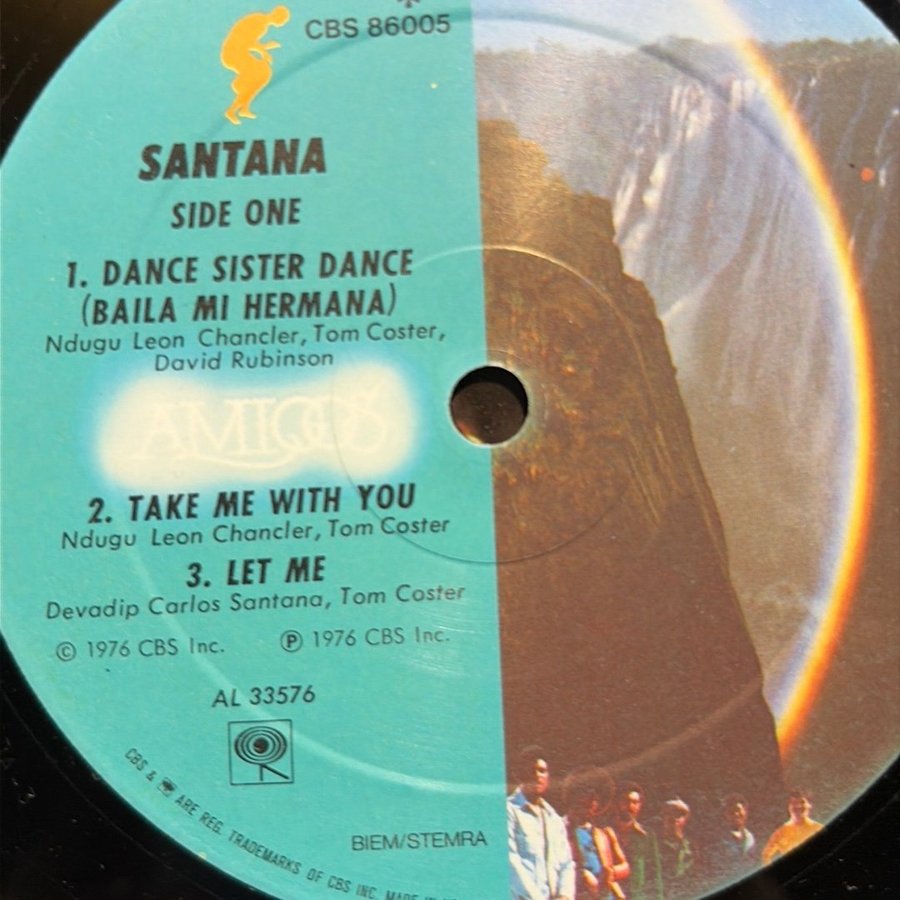 CBS 86005
SANTANA
SIDE ONE
1. DANCE SISTER DANCE
(BAILA MI HERMANA)
Ndugu Leon Chancler, Tom Coster,
David Rubinson
AMIGOS
2. TAKE ME WITH YOU
Ndugu Leon Chancler, Tom Coster
3. LET ME
Devadip Carlos Santana, Tom Coster
© 1976 CBS Inc. ℗ 1976 CBS Inc.
AL 33576
BIEM/STEMRA
CBS & ARE REG. TRADEMARKS OF CBS INC. MADE IN